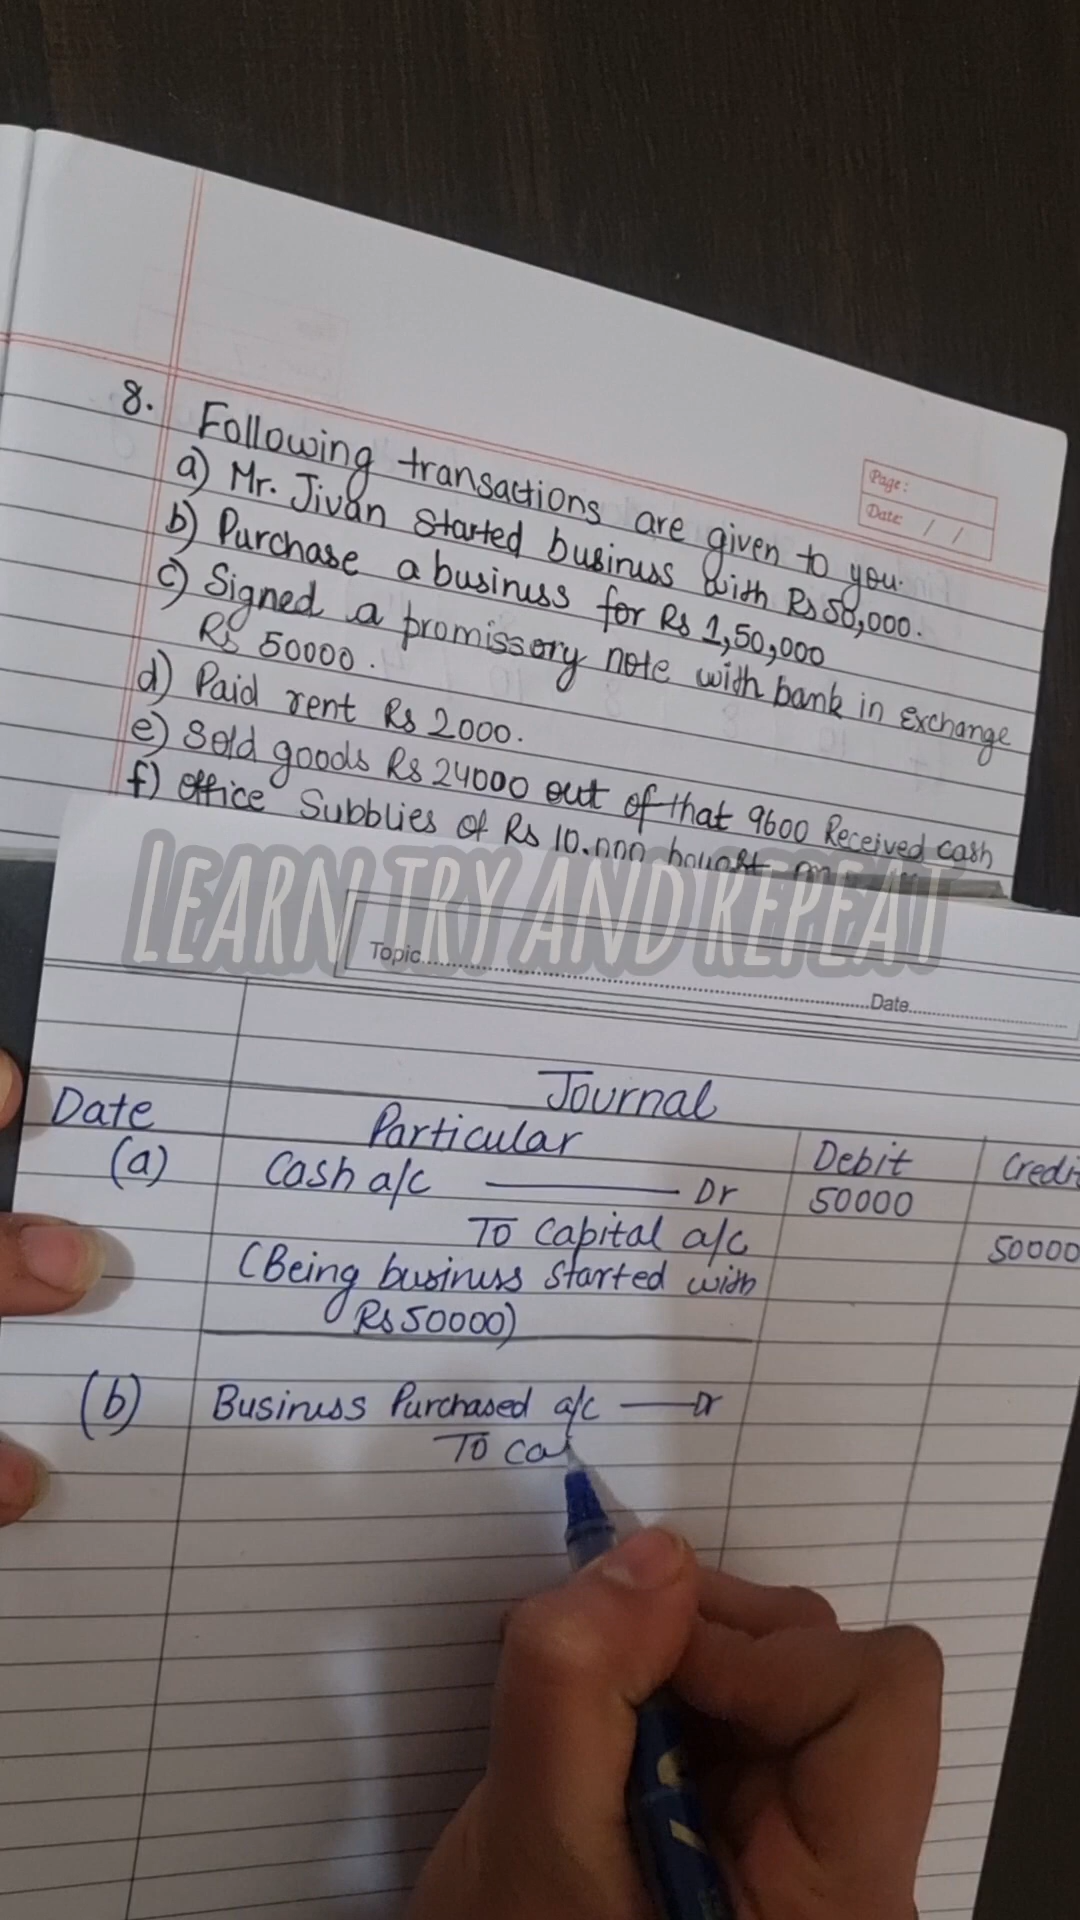 Page:
Date: / /
8. Following transactions are given to you.
a) Mr. Jivan Started business with Rs 50,000.
b) Purchase a business for Rs 1,50,000
c) Signed a promissory note with bank in exchange
Rs 50000.
d) Paid rent Rs 2000.
e) Sold goods Rs 24000 out of that 9600 Received cash
f) office Subblies of Rs 10,000 bought
LEARN TRY AND REPEAT
Topic
Date
Journal
Date Particular Debit Credit
(a) Cash a/c Dr 50000
To Capital a/c 50000
(Being business Started with
Rs 50000)
(b) Business Purchased a/c Dr
To Ca